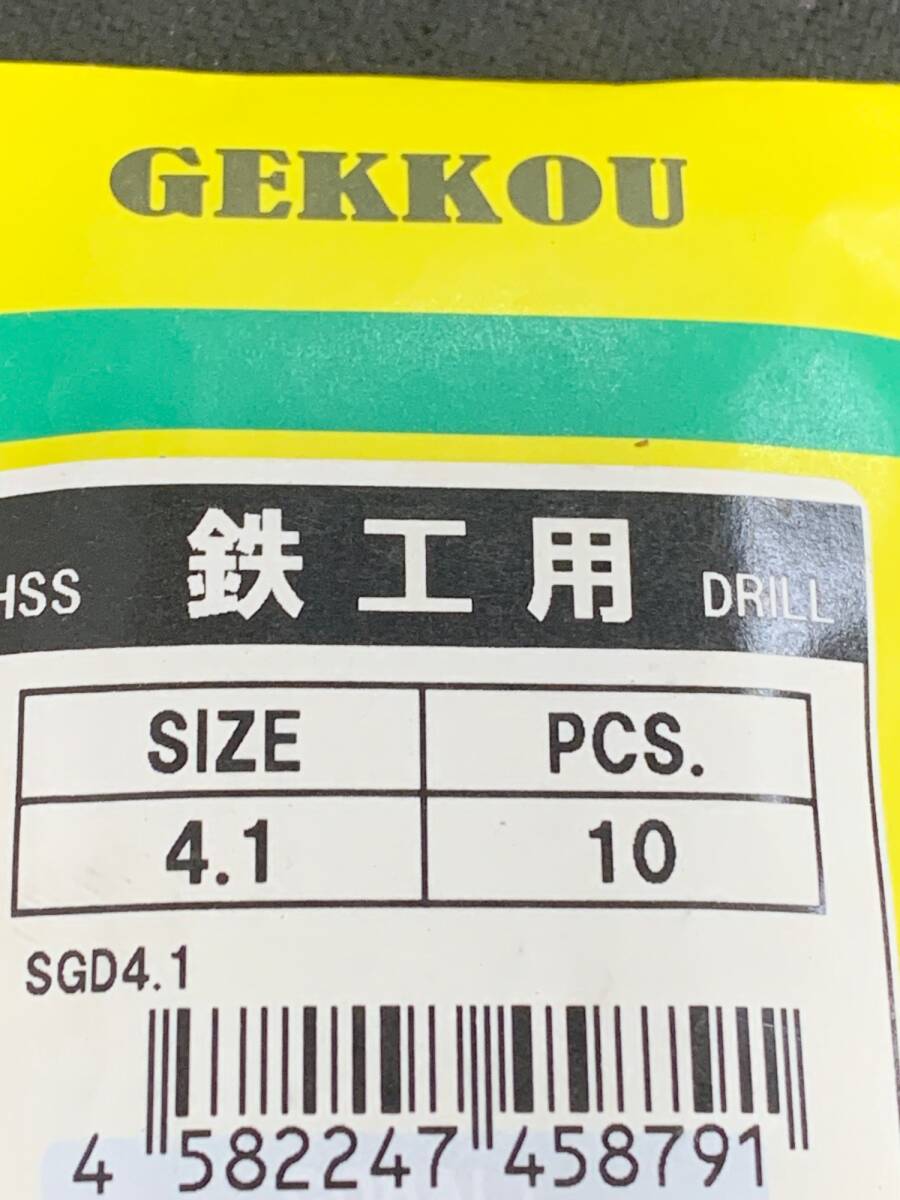 GEKKOU
HSS 鉄工用 DRILL
SIZE PCS.
4.1 10
SGD4.1
4 582247 458791